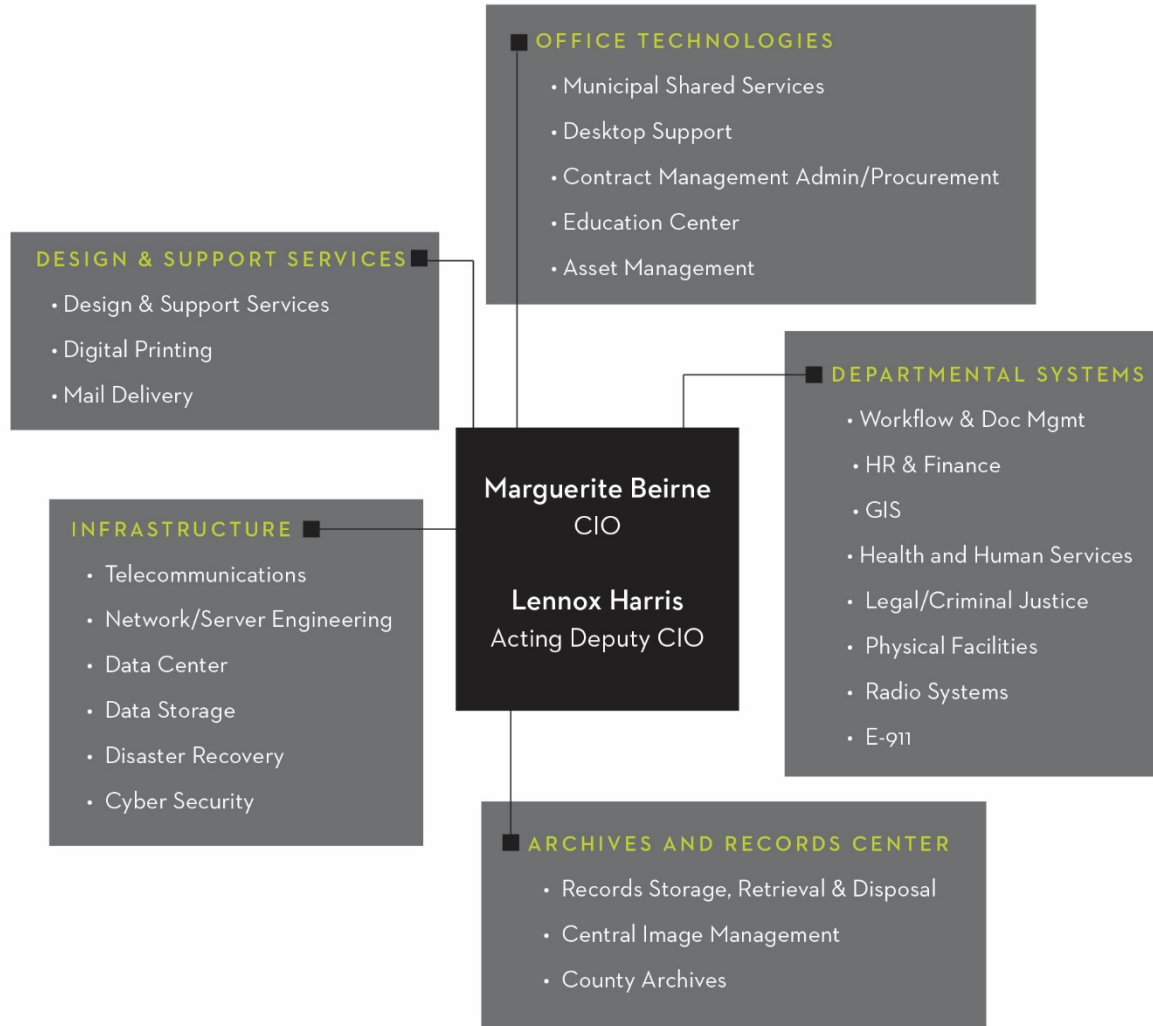 OFFICE TECHNOLOGIES
• Municipal Shared Services
• Desktop Support
• Contract Management Admin/Procurement
• Education Center
• Asset Management
DESIGN & SUPPORT SERVICES
• Design & Support Services
• Digital Printing
• Mail Delivery
DEPARTMENTAL SYSTEMS
• Workflow & Doc Mgmt
• HR & Finance
• GIS
• Health and Human Services
• Legal/Criminal Justice
• Physical Facilities
• Radio Systems
• E-911
Marguerite Beirne
CIO
Lennox Harris
Acting Deputy CIO
INFRASTRUCTURE
• Telecommunications
• Network/Server Engineering
• Data Center
• Data Storage
• Disaster Recovery
• Cyber Security
ARCHIVES AND RECORDS CENTER
• Records Storage, Retrieval & Disposal
• Central Image Management
• County Archives